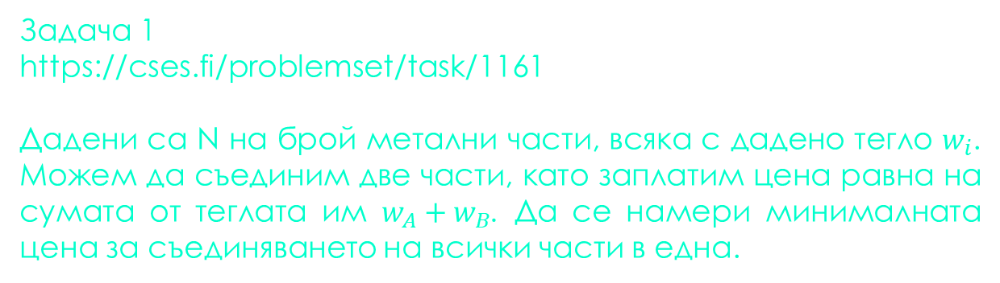 Задача 1
https://cses.fi/problemset/task/1161
Дадени са N на брой метални части, всяка с дадено тегло wᵢ.
Можем да съединим две части, като заплатим цена равна на
сумата от теглата им w_A + w_B. Да се намери минималната
цена за съединяването на всички части в една.